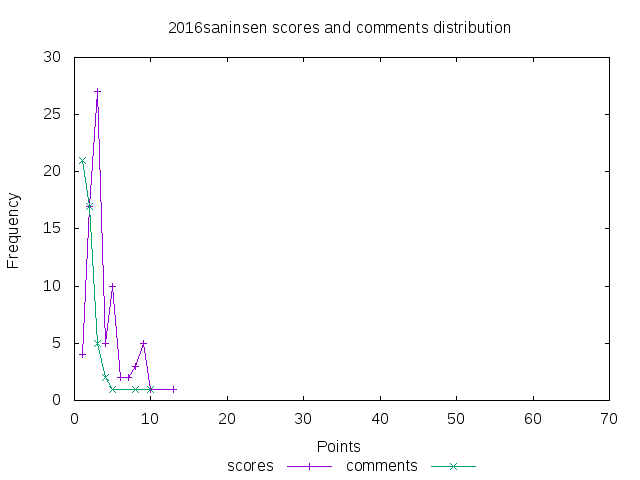 2016saninsen scores and comments distribution
30
25
20
15
10
5
0
Frequency
0 10 20 30 40 50 60 70
Points
scores comments